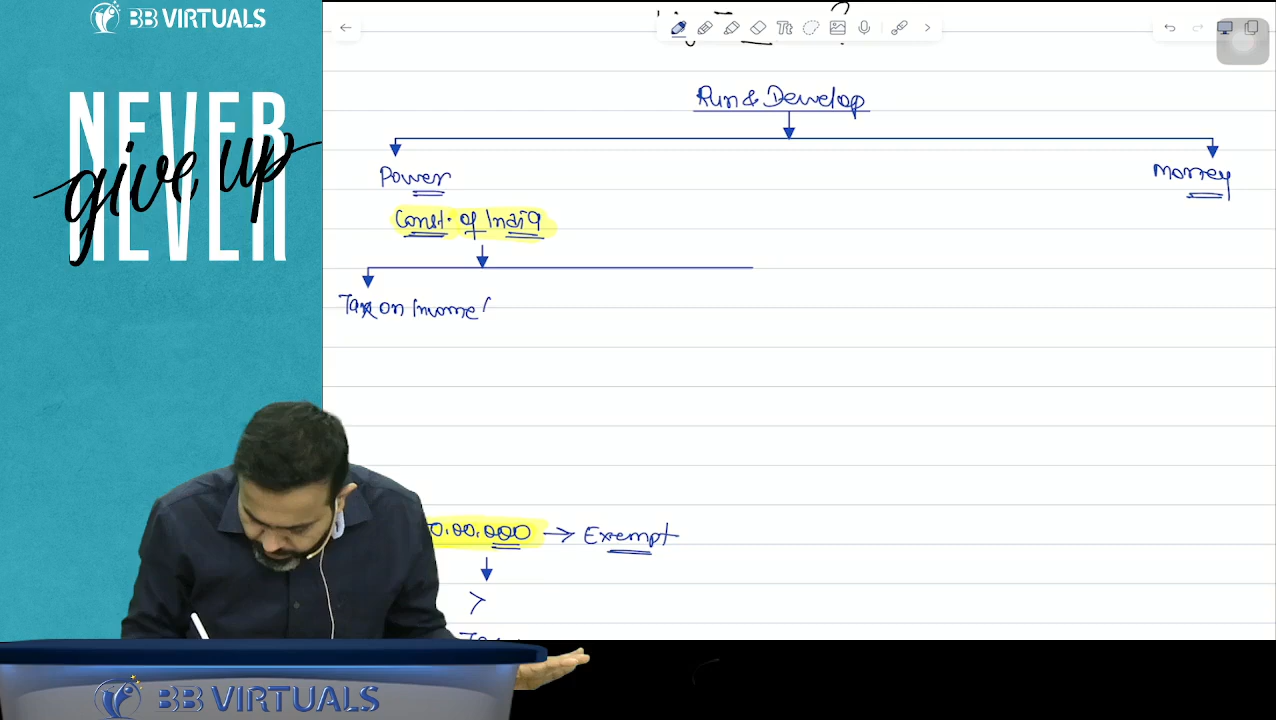 BB VIRTUALS
NEVER
give up
NEVER
Run & Develop
Power
Money
Const. of India
Tax on Income
0,00,000 → Exempt
>
BB VIRTUALS